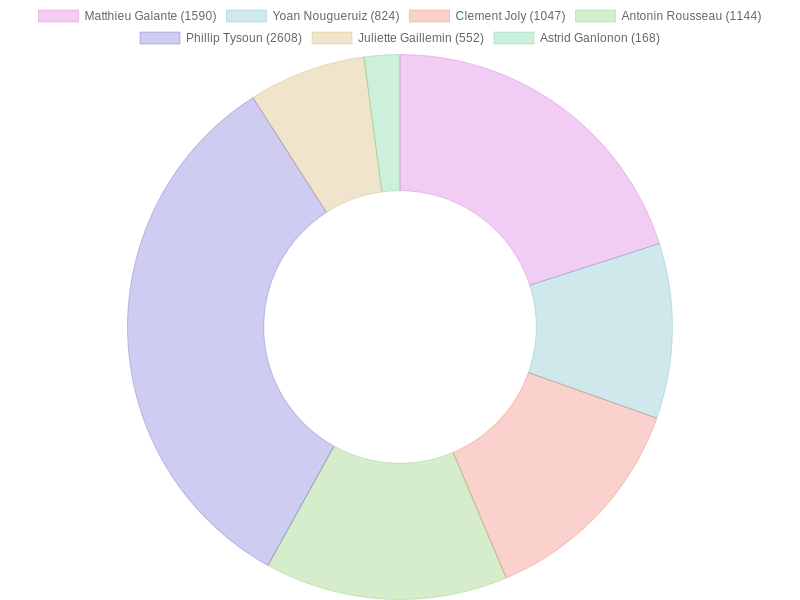 Matthieu Galante (1590) Yoan Nougueruiz (824) Clement Joly (1047) Antonin Rousseau (1144)
Phillip Tysoun (2608) Juliette Gaillemin (552) Astrid Ganlonon (168)